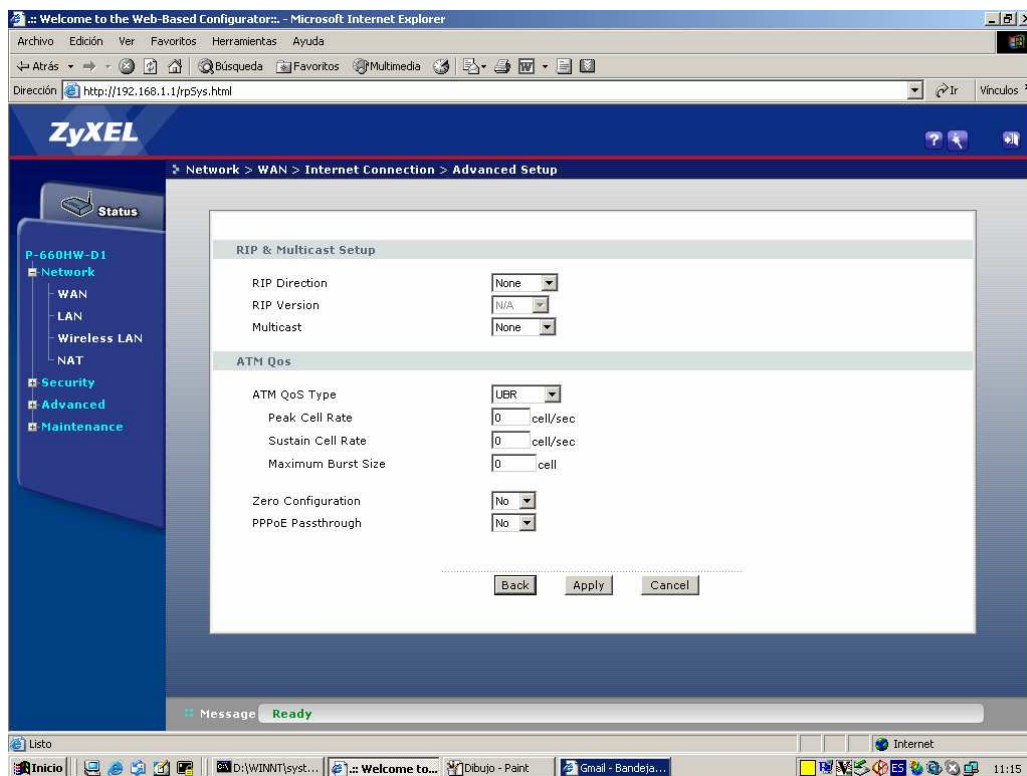 .:: Welcome to the Web-Based Configurator::. - Microsoft Internet Explorer
Archivo Edición Ver Favoritos Herramientas Ayuda
Atrás Búsqueda Favoritos Multimedia
Dirección http://192.168.1.1/rpSys.html Ir Vínculos
ZyXEL
Network > WAN > Internet Connection > Advanced Setup
Status
P-660HW-D1
Network
WAN
LAN
Wireless LAN
NAT
Security
Advanced
Maintenance
RIP & Multicast Setup
RIP Direction None
RIP Version N/A
Multicast None
ATM Qos
ATM QoS Type UBR
Peak Cell Rate 0 cell/sec
Sustain Cell Rate 0 cell/sec
Maximum Burst Size 0 cell
Zero Configuration No
PPPoE Passthrough No
Back Apply Cancel
Message Ready
Listo Internet
Inicio D:\WINNT\syst... .:: Welcome to... Dibujo - Paint Gmail - Bandeja... ES 11:15